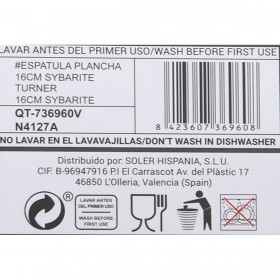 LAVAR ANTES DEL PRIMER USO/WASH BEFORE FIRST USE
#ESPATULA PLANCHA
16CM SYBARITE
TURNER
16CM SYBARITE
QT-736960V
N4127A
8 423607 369608
NO LAVAR EN EL LAVAVAJILLAS/DON'T WASH IN DISHWASHER
Distribuido por: SOLER HISPANIA, S.L.U.
CIF: B-96947916 P.I El Carrascot Av. del Plàstic 17
46850 L'Olleria, Valencia (Spain)
LAVAR
ANTES DEL
PRIMER USO
WASH BEFORE
FIRST USE